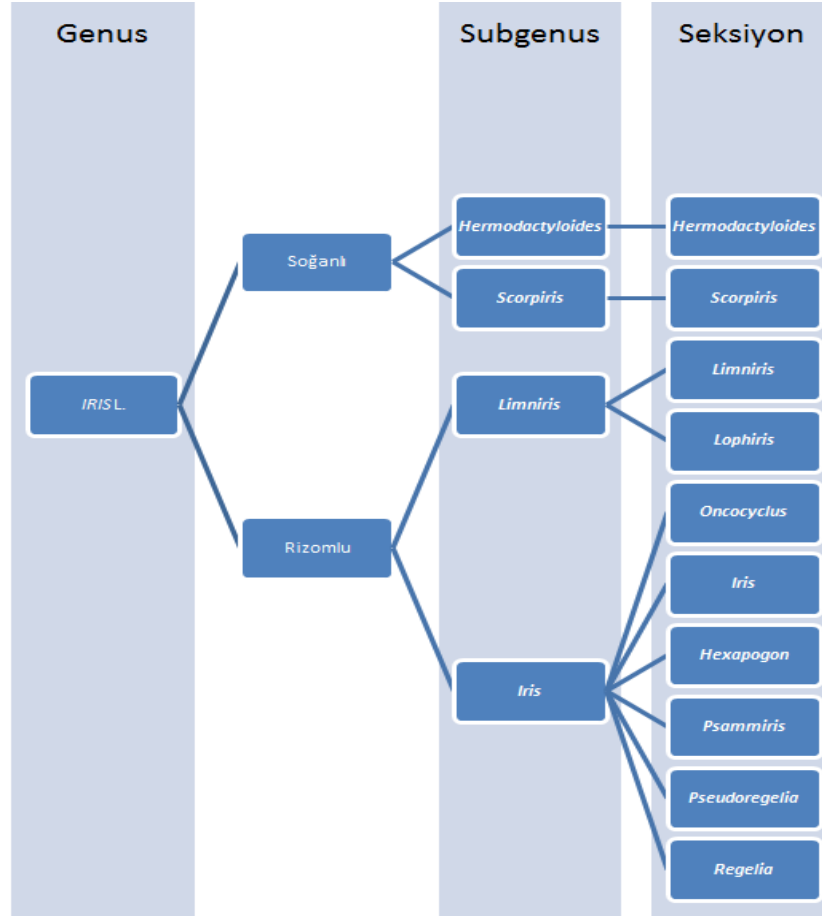 Genus
Subgenus
Seksiyon
IRIS L.
Soğanlı
Rizomlu
Hermodactyloides
Scorpiris
Limniris
Iris
Hermodactyloides
Scorpiris
Limniris
Lophiris
Oncocyclus
Iris
Hexapogon
Psammiris
Pseudoregelia
Regelia